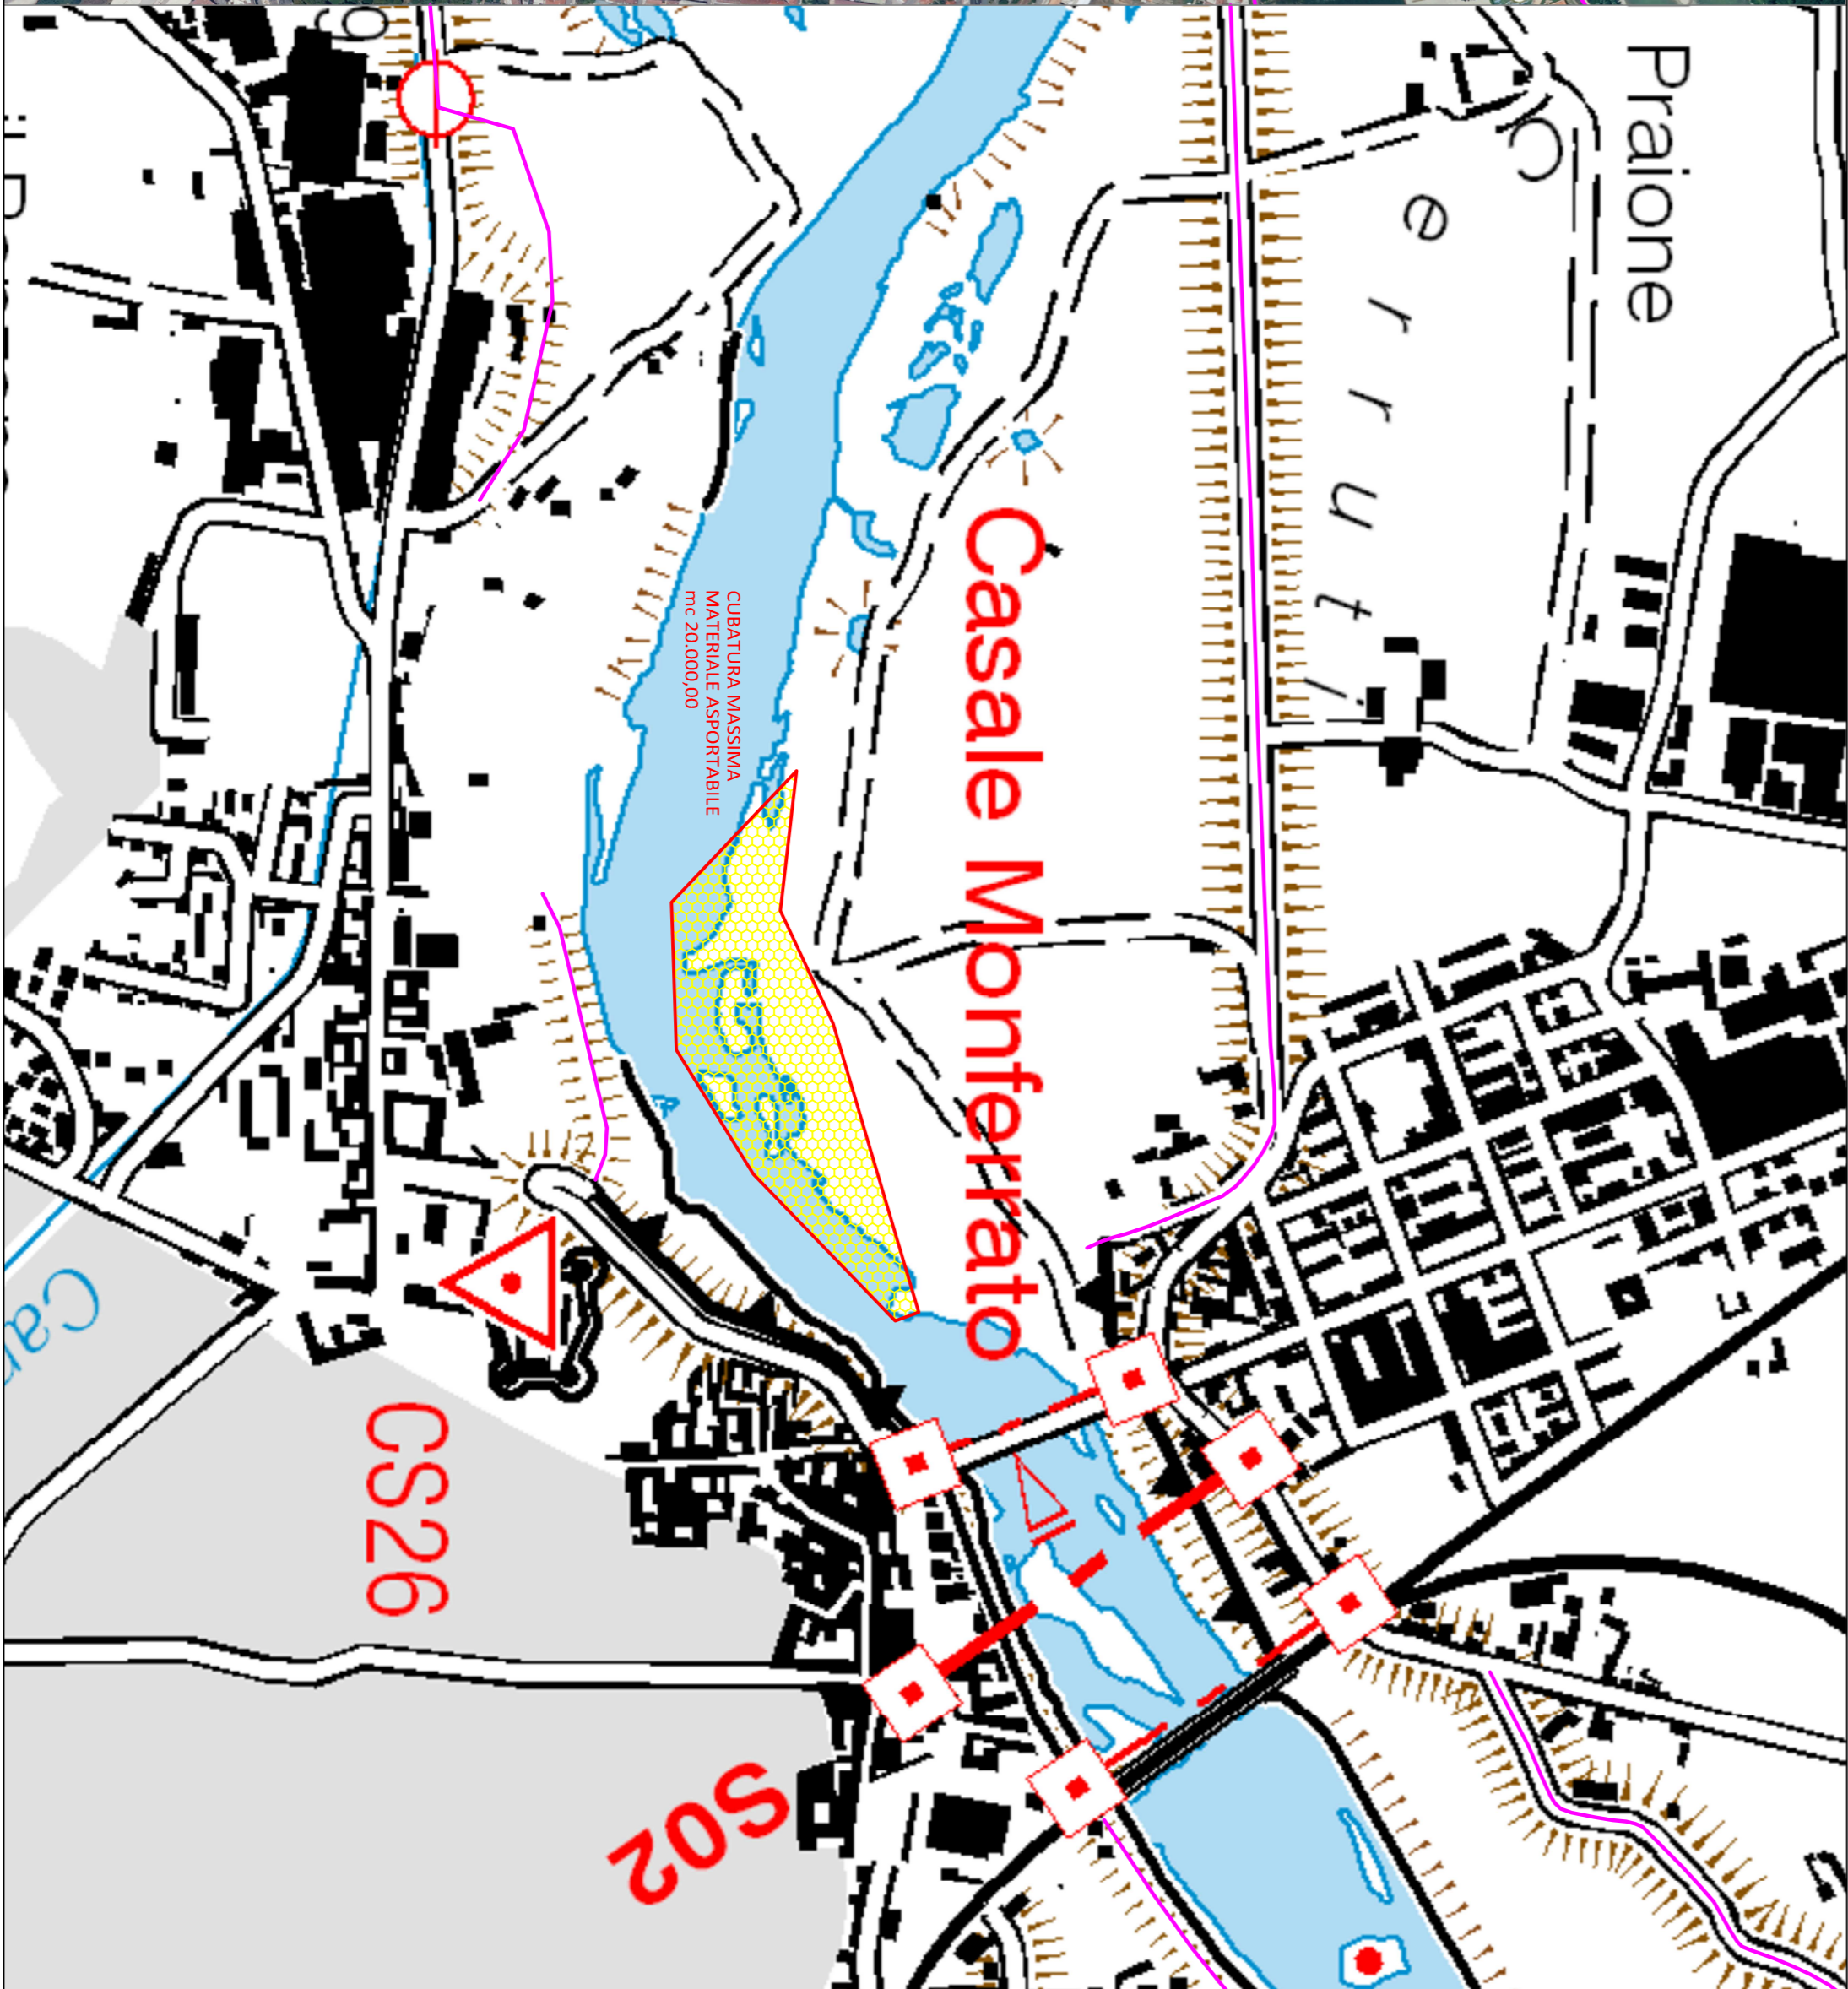 Praione
Cerruti
Casale Monferrato
CUBATURA MASSIMA
MATERIALE ASPORTABILE
mc 20.000,00
CS26
S02